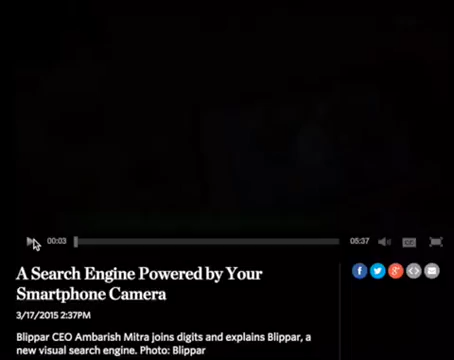 00:03 05:37 CC
A Search Engine Powered by Your
Smartphone Camera
3/17/2015 2:37PM
Blippar CEO Ambarish Mitra joins digits and explains Blippar, a
new visual search engine. Photo: Blippar